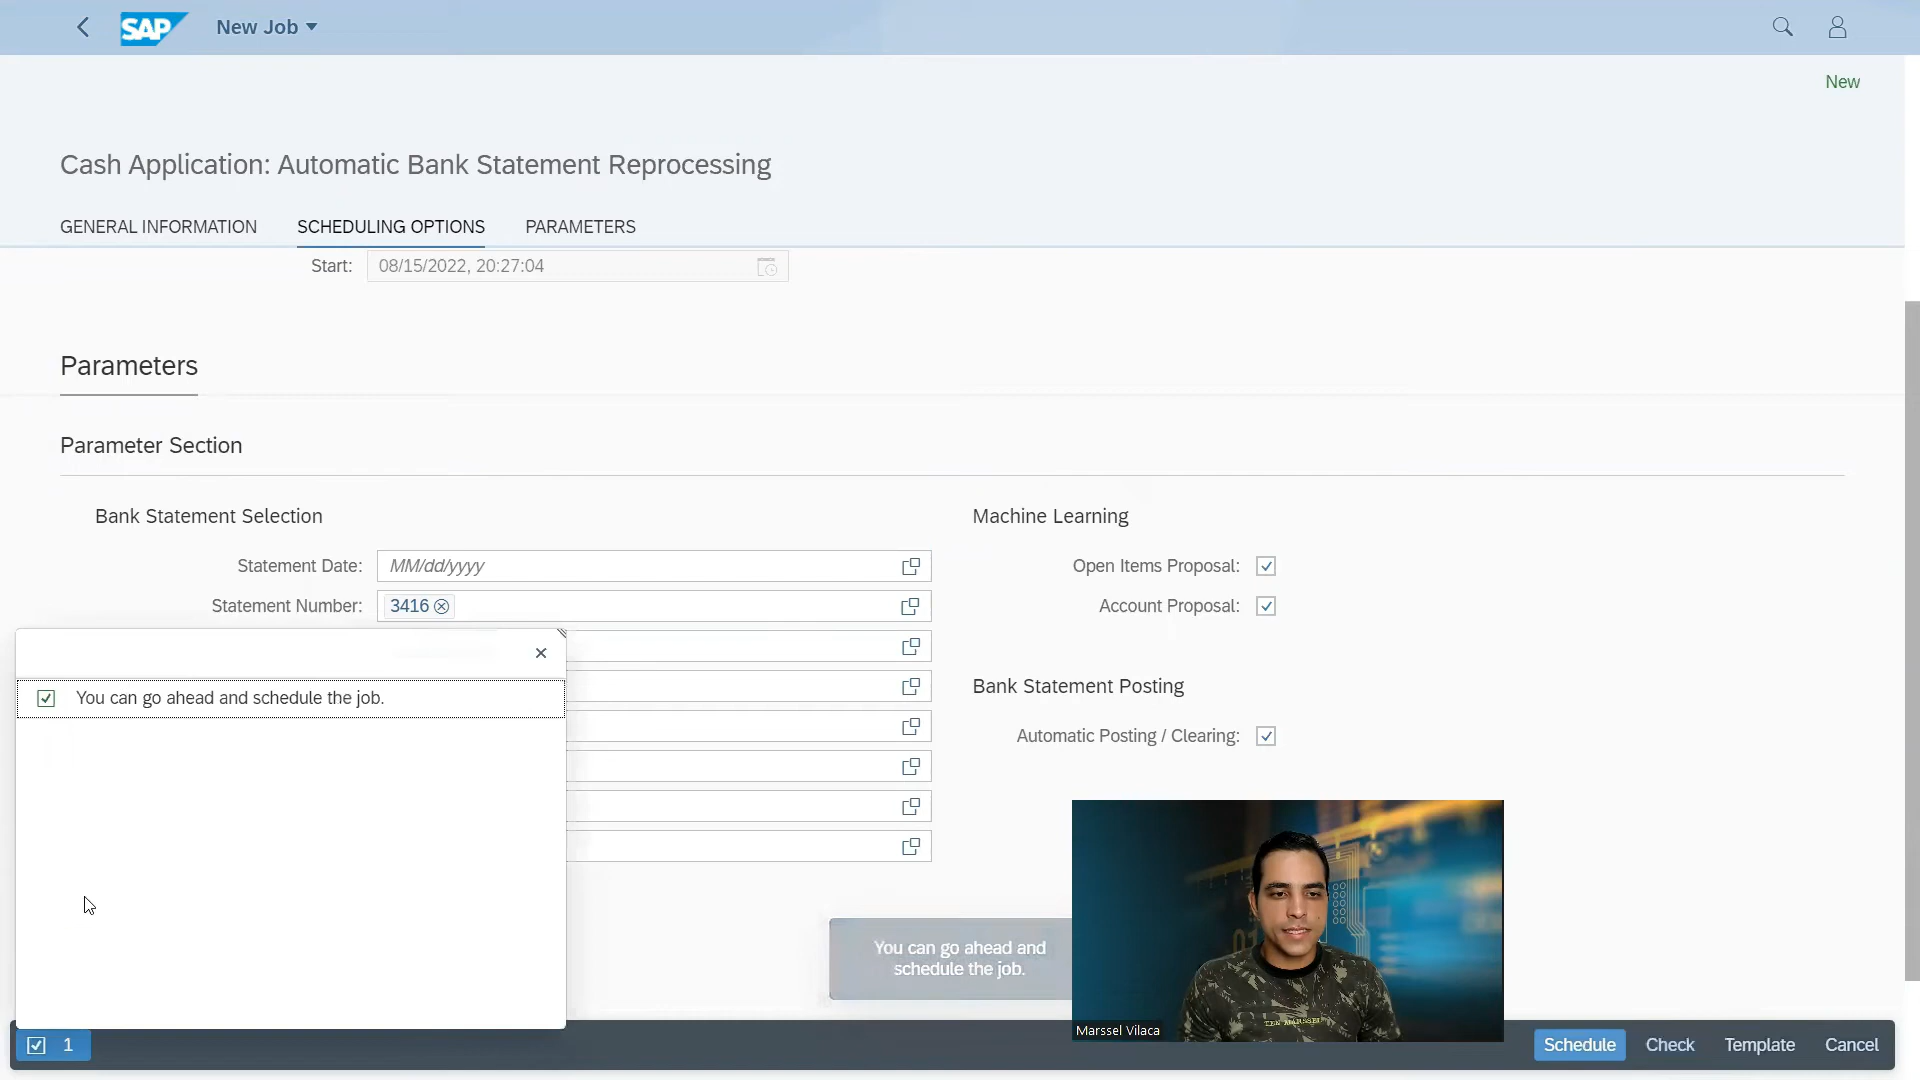 SAP
New Job
New
Cash Application: Automatic Bank Statement Reprocessing
GENERAL INFORMATION
SCHEDULING OPTIONS
PARAMETERS
Start:
08/15/2022, 20:27:04
Parameters
Parameter Section
Bank Statement Selection
Statement Date:
MM/dd/yyyy
Statement Number:
3416
Machine Learning
Open Items Proposal:
Account Proposal:
Bank Statement Posting
Automatic Posting / Clearing:
You can go ahead and schedule the job.
You can go ahead and
schedule the job.
Marssel Vilaca
1
Schedule
Check
Template
Cancel